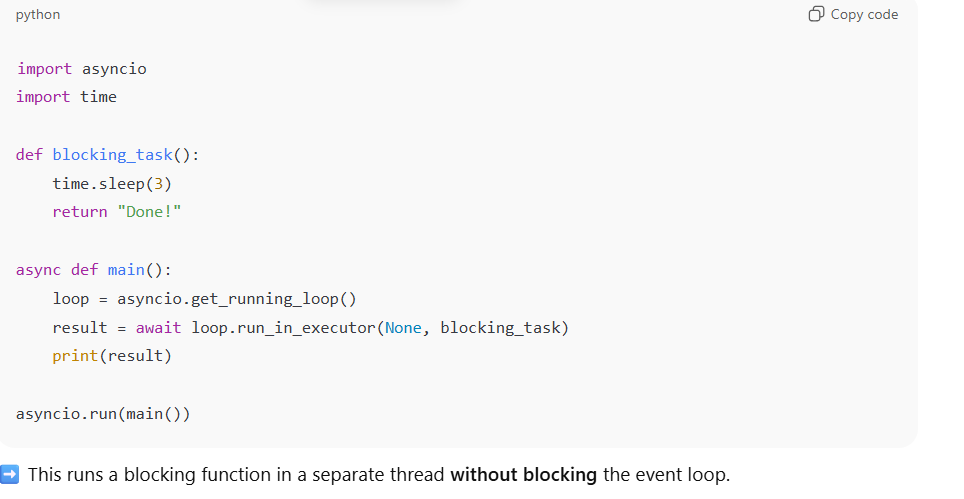 python
Copy code
import asyncio
import time
def blocking_task():
    time.sleep(3)
    return "Done!"
async def main():
    loop = asyncio.get_running_loop()
    result = await loop.run_in_executor(None, blocking_task)
    print(result)
asyncio.run(main())
➡️ This runs a blocking function in a separate thread without blocking the event loop.